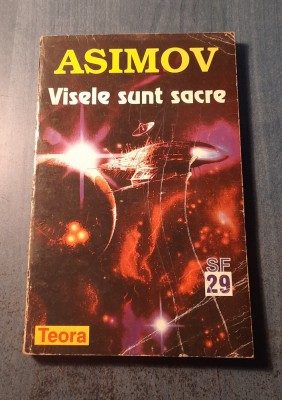 ASIMOV
Visele sunt sacre
SF
29
Teora